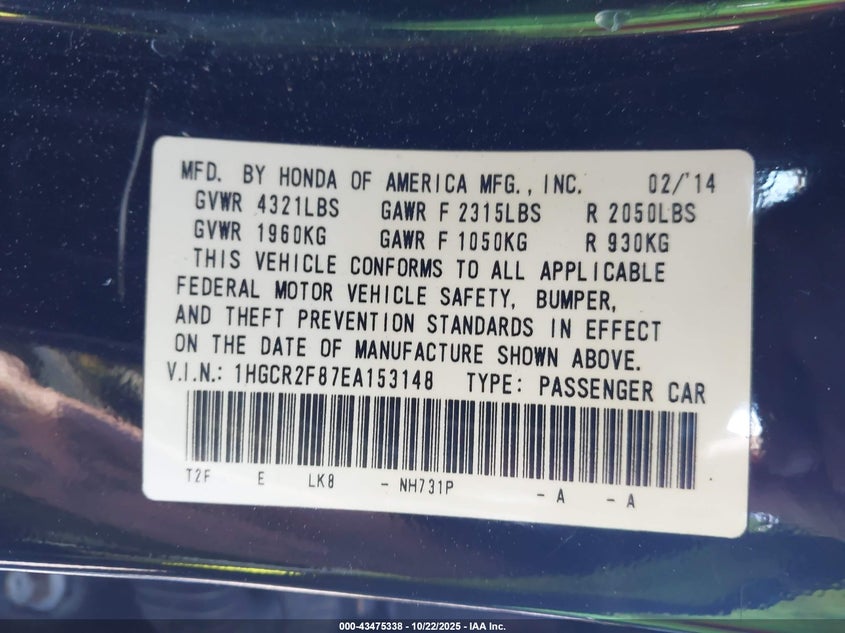 MFD. BY HONDA OF AMERICA MFG., INC. 02/'14
GVWR 4321LBS GAWR F 2315LBS R 2050LBS
GVWR 1960KG GAWR F 1050KG R 930KG
THIS VEHICLE CONFORMS TO ALL APPLICABLE
FEDERAL MOTOR VEHICLE SAFETY, BUMPER,
AND THEFT PREVENTION STANDARDS IN EFFECT
ON THE DATE OF MANUFACTURE SHOWN ABOVE.
V.I.N.: 1HGCR2F87EA153148 TYPE: PASSENGER CAR
T2F E LK8 - NH731P - A - A
000-43475338 - 10/22/2025 - IAA Inc.